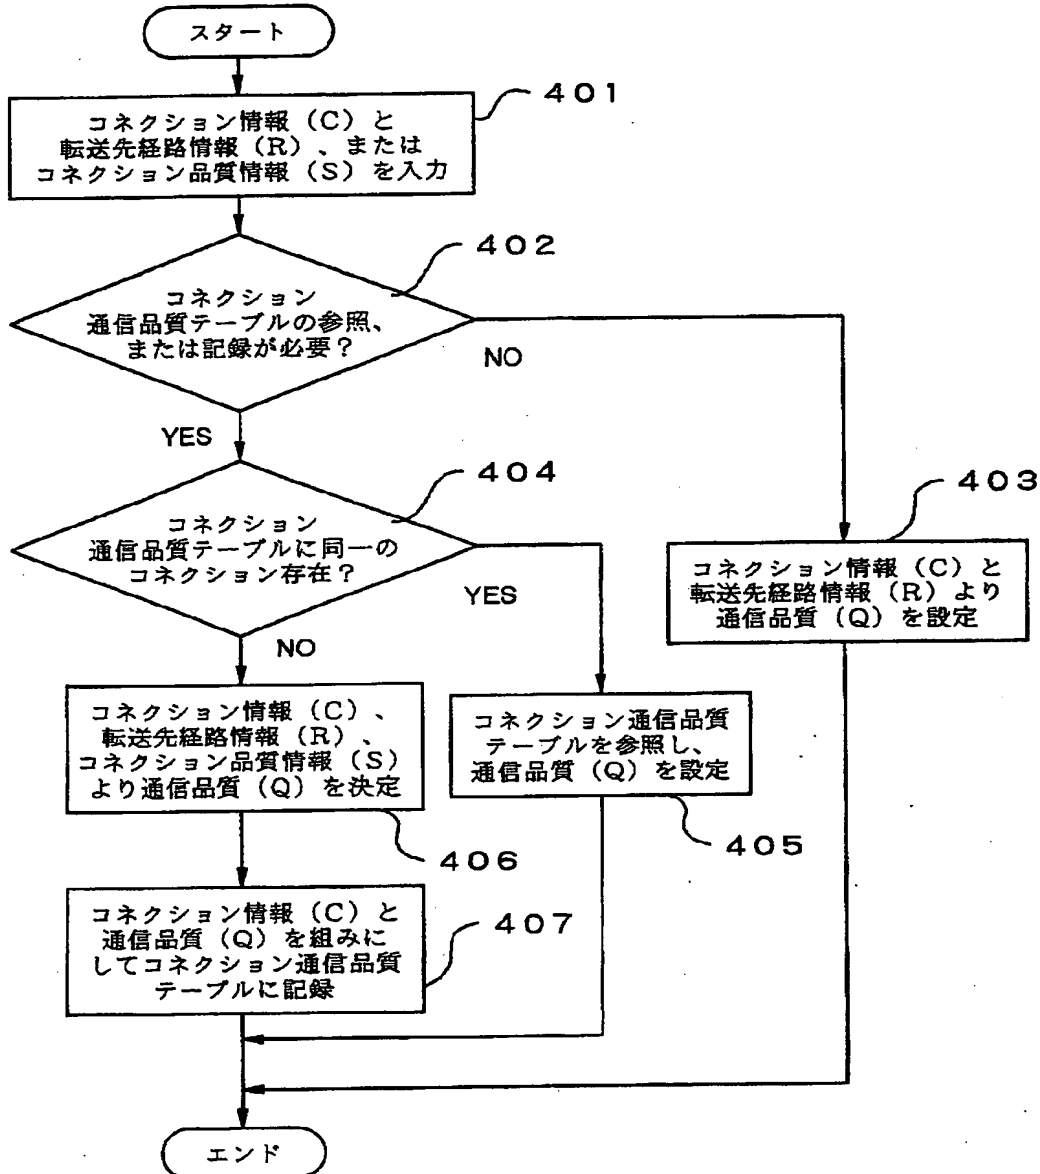 スタート
401
コネクション情報（C）と
転送先経路情報（R）、または
コネクション品質情報（S）を入力
402
コネクション
通信品質テーブルの参照、
または記録が必要？
NO
YES
404
コネクション
通信品質テーブルに同一の
コネクション存在？
YES
NO
403
コネクション情報（C）と
転送先経路情報（R）より
通信品質（Q）を設定
コネクション情報（C）、
転送先経路情報（R）、
コネクション品質情報（S）
より通信品質（Q）を決定
406
コネクション通信品質
テーブルを参照し、
通信品質（Q）を設定
405
コネクション情報（C）と
通信品質（Q）を組みに
してコネクション通信品質
テーブルに記録
407
エンド